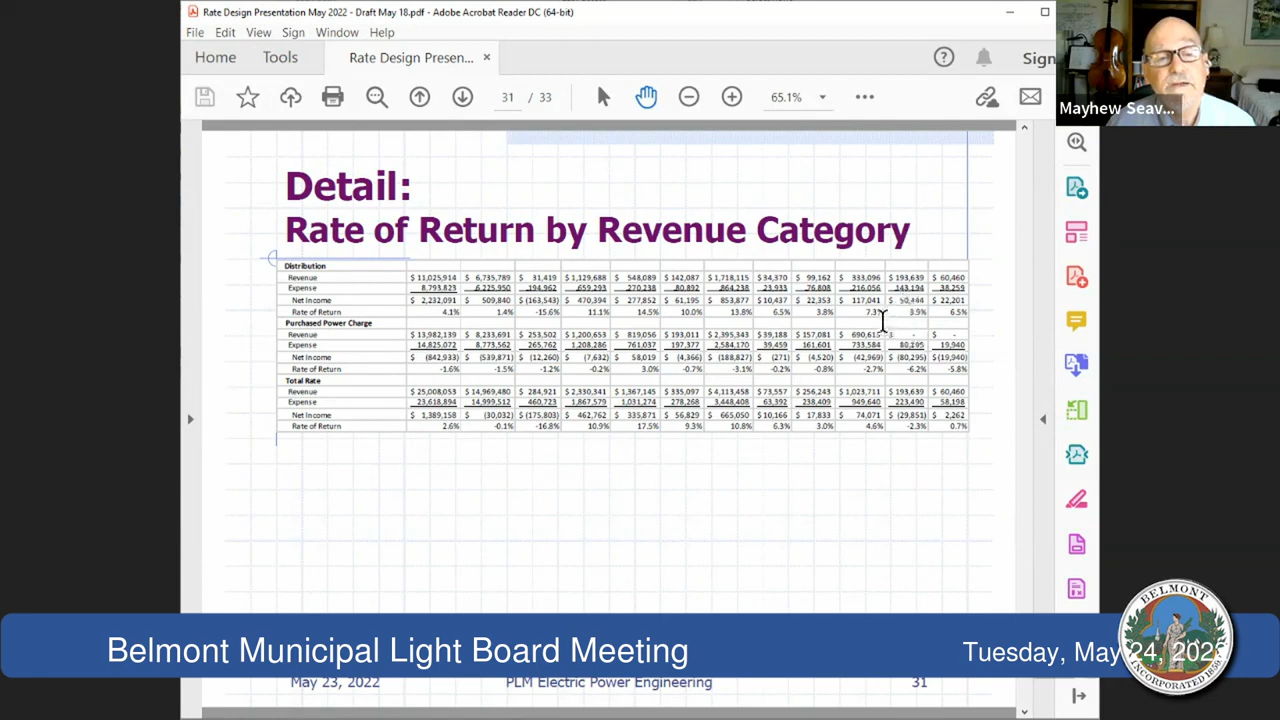 Rate Design Presentation May 2022 - Draft May 18.pdf - Adobe Acrobat Reader DC (64-bit)
File Edit View Sign Window Help
Home Tools Rate Design Presen... × Sign
31 / 33 65.1%
Mayhew Seav...
Detail:
Rate of Return by Revenue Category
Distribution
Revenue $ 11,025,914 $ 6,735,789 $ 31,419 $ 1,129,688 $ 548,089 $ 142,087 $ 1,718,115 $ 34,370 $ 99,162 $ 333,096 $ 193,639 $ 60,460
Expense 8,793,823 6,225,950 194,962 659,293 270,238 80,892 864,238 23,933 76,808 216,056 143,194 38,259
Net Income $ 2,232,091 $ 509,840 $ (163,543) $ 470,394 $ 277,852 $ 61,195 $ 853,877 $ 10,437 $ 22,353 $ 117,041 $ $ 22,201
Rate of Return 4.1% 1.4% -15.6% 11.1% 14.5% 10.0% 13.8% 6.5% 3.8% 7.3% 3.9% 6.5%
Purchased Power Charge
Revenue $ 13,982,139 $ 8,233,691 $ 253,502 $ 1,200,653 $ 819,056 $ 193,011 $ 2,395,343 $ 39,188 $ 157,081 $ 690,615 $ - $ -
Expense 14,825,072 8,773,562 265,762 1,208,286 761,037 197,377 2,584,170 39,459 161,601 733,584 80,295 19,940
Net Income $ (842,933) $ (539,871) $ (12,260) $ (7,632) $ 58,019 $ (4,366) $ (188,827) $ (271) $ (4,520) $ (42,969) $ (80,295) $ (19,940)
Rate of Return -1.6% -1.5% -1.2% -0.2% 3.0% -0.7% -3.1% -0.2% -0.8% -2.7% -6.2% -5.8%
Total Rate
Revenue $ 25,008,053 $ 14,969,480 $ 284,921 $ 2,330,341 $ 1,367,145 $ 335,097 $ 4,113,458 $ 73,557 $ 256,243 $ 1,023,711 $ 193,639 $ 60,460
Expense 23,618,894 14,999,512 460,723 1,867,579 1,031,274 278,268 3,448,408 63,392 238,409 949,640 223,490 58,198
Net Income $ 1,389,158 $ (30,032) $ (175,803) $ 462,762 $ 335,871 $ 56,829 $ 665,050 $ 10,166 $ 17,833 $ 74,071 $ (29,851) $ 2,262
Rate of Return 2.6% -0.1% -16.8% 10.9% 17.5% 9.3% 10.8% 6.3% 3.0% 4.6% -2.3% 0.7%
Belmont Municipal Light Board Meeting Tuesday, May 24, 202
BELMONT
INCORPORATED 1859
May 23, 2022 PLM Electric Power Engineering 31